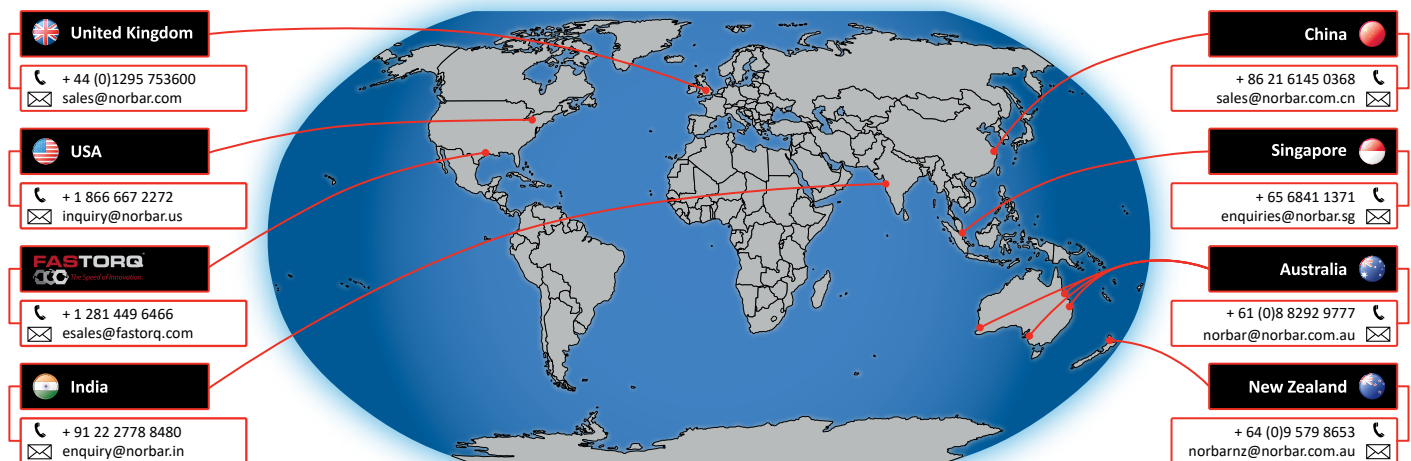 United Kingdom
+ 44 (0)1295 753600
sales@norbar.com
USA
+ 1 866 667 2272
inquiry@norbar.us
FASTORQ
The Speed of Innovation.
+ 1 281 449 6466
esales@fastorq.com
India
+ 91 22 2778 8480
enquiry@norbar.in
China
+ 86 21 6145 0368
sales@norbar.com.cn
Singapore
+ 65 6841 1371
enquiries@norbar.sg
Australia
+ 61 (0)8 8292 9777
norbar@norbar.com.au
New Zealand
+ 64 (0)9 579 8653
norbarnz@norbar.com.au